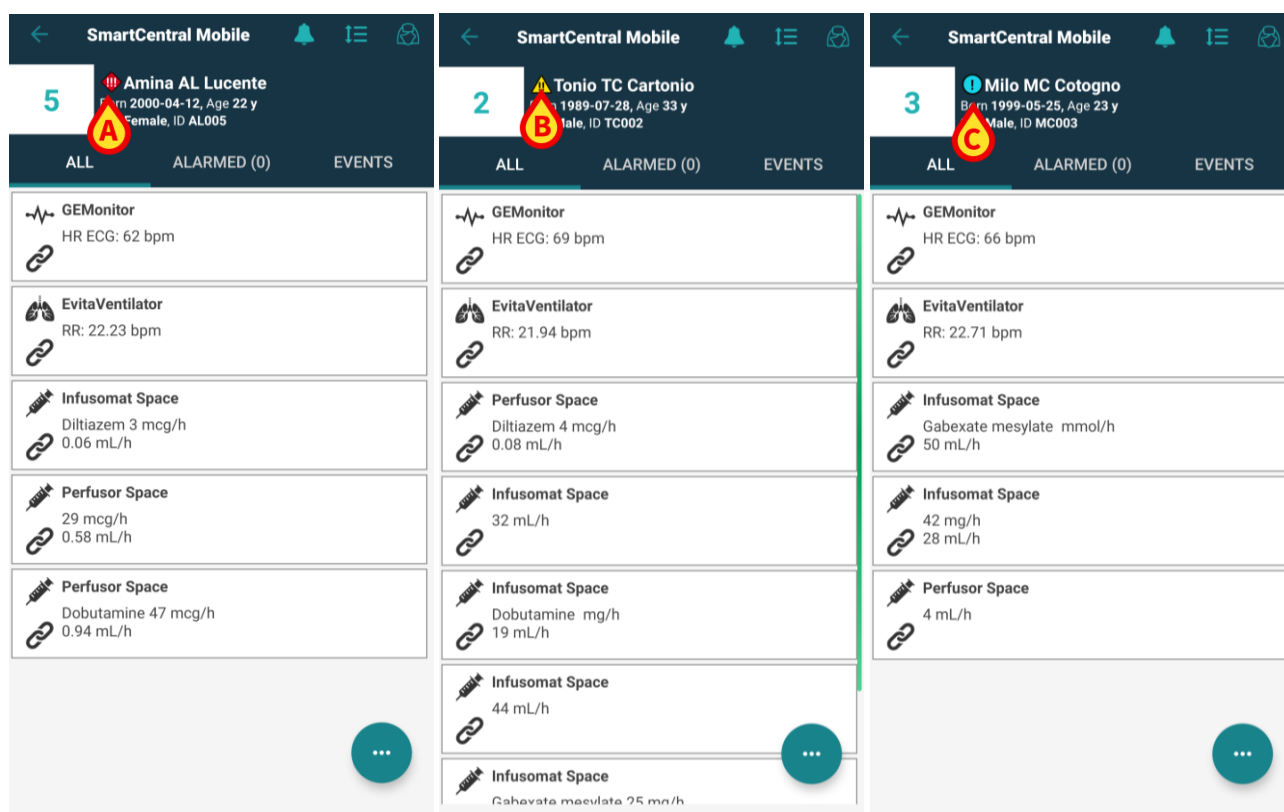 SmartCentral Mobile
5
!!! Amina AL Lucente
Born 2000-04-12, Age 22 y
Female, ID AL005
A
ALL ALARMED (0) EVENTS
GEMonitor
HR ECG: 62 bpm
EvitaVentilator
RR: 22.23 bpm
Infusomat Space
Diltiazem 3 mcg/h
0.06 mL/h
Perfusor Space
29 mcg/h
0.58 mL/h
Perfusor Space
Dobutamine 47 mcg/h
0.94 mL/h
...
SmartCentral Mobile
2
!! Tonio TC Cartonio
1989-07-28, Age 33 y
Male, ID TC002
B
ALL ALARMED (0) EVENTS
GEMonitor
HR ECG: 69 bpm
EvitaVentilator
RR: 21.94 bpm
Perfusor Space
Diltiazem 4 mcg/h
0.08 mL/h
Infusomat Space
32 mL/h
Infusomat Space
Dobutamine mg/h
19 mL/h
Infusomat Space
44 mL/h
Infusomat Space
Gabexate mesylate 25 mg/h
...
SmartCentral Mobile
3
! Milo MC Cotogno
Born 1999-05-25, Age 23 y
Male, ID MC003
C
ALL ALARMED (0) EVENTS
GEMonitor
HR ECG: 66 bpm
EvitaVentilator
RR: 22.71 bpm
Infusomat Space
Gabexate mesylate mmol/h
50 mL/h
Infusomat Space
42 mg/h
28 mL/h
Perfusor Space
4 mL/h
...